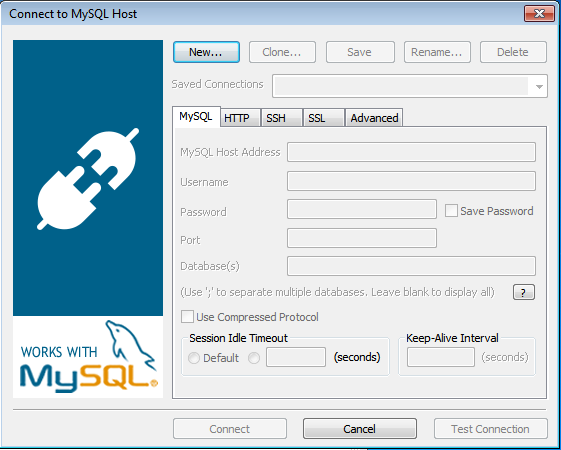 Connect to MySQL Host
New... Clone... Save Rename... Delete
Saved Connections
MySQL HTTP SSH SSL Advanced
MySQL Host Address
Username
Password Save Password
Port
Database(s)
(Use ';' to separate multiple databases. Leave blank to display all) ?
Use Compressed Protocol
Session Idle Timeout Keep-Alive Interval
Default (seconds) (seconds)
WORKS WITH
MySQL®
Connect Cancel Test Connection